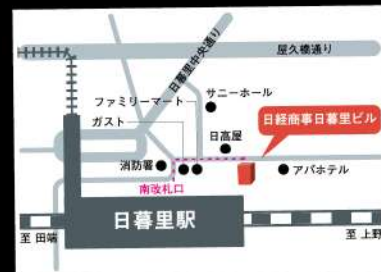 屋久橋通り
日暮里中央通り
サニーホール
ファミリーマート
ガスト
日高屋
日経商事日暮里ビル
消防署
アパホテル
南改札口
日暮里駅
至 田端
至 上野